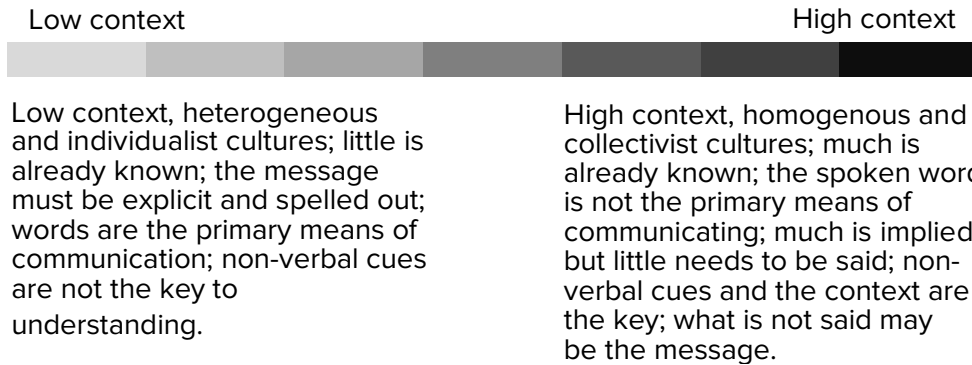 Low context
High context
Low context, heterogeneous
and individualist cultures; little is
already known; the message
must be explicit and spelled out;
words are the primary means of
communication; non-verbal cues
are not the key to
understanding.
High context, homogenous and
collectivist cultures; much is
already known; the spoken word
is not the primary means of
communicating; much is implied
but little needs to be said; non-
verbal cues and the context are
the key; what is not said may
be the message.